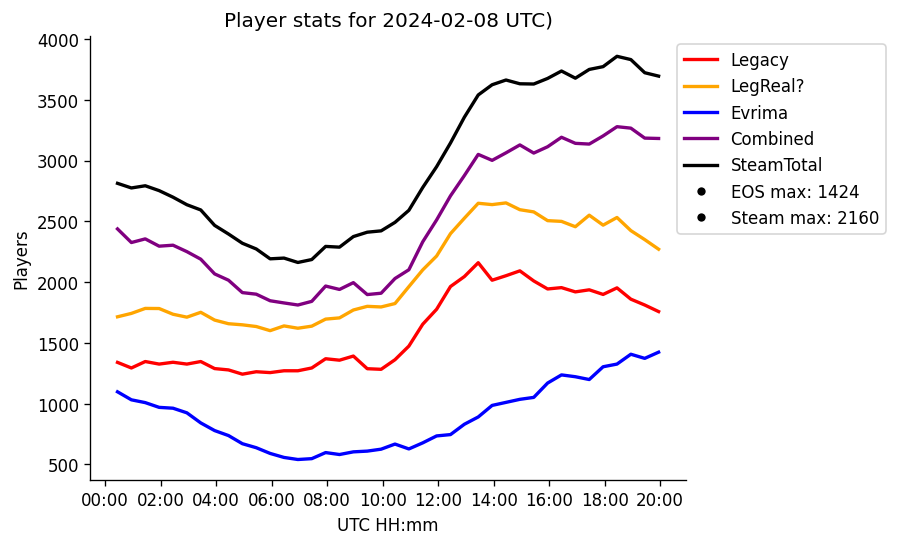 Player stats for 2024-02-08 UTC)
4000
3500
3000
2500
2000
1500
1000
500
Players
00:00 02:00 04:00 06:00 08:00 10:00 12:00 14:00 16:00 18:00 20:00
UTC HH:mm
Legacy
LegReal?
Evrima
Combined
SteamTotal
EOS max: 1424
Steam max: 2160